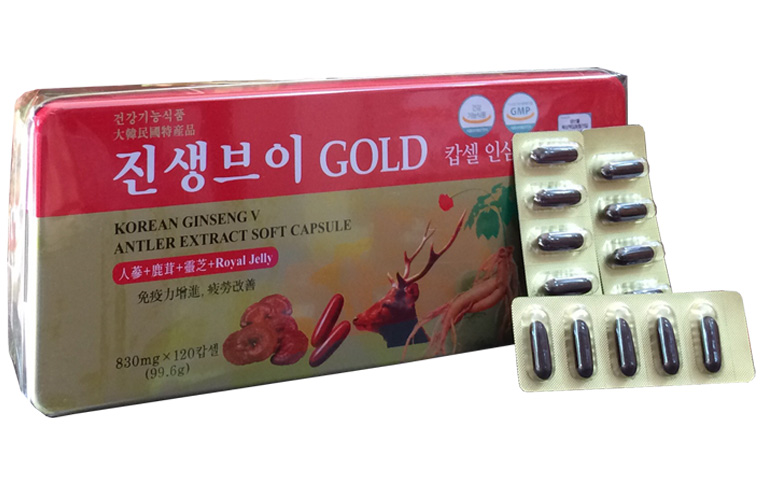 건강기능식품
大韓民國特産品
진생브이 GOLD 캅셀 인삼
GMP
KOREAN GINSENG V
ANTLER EXTRACT SOFT CAPSULE
人蔘+鹿茸+靈芝+Royal Jelly
免疫力增進, 疲勞改善
830mg×120캅셀
(99.6g)